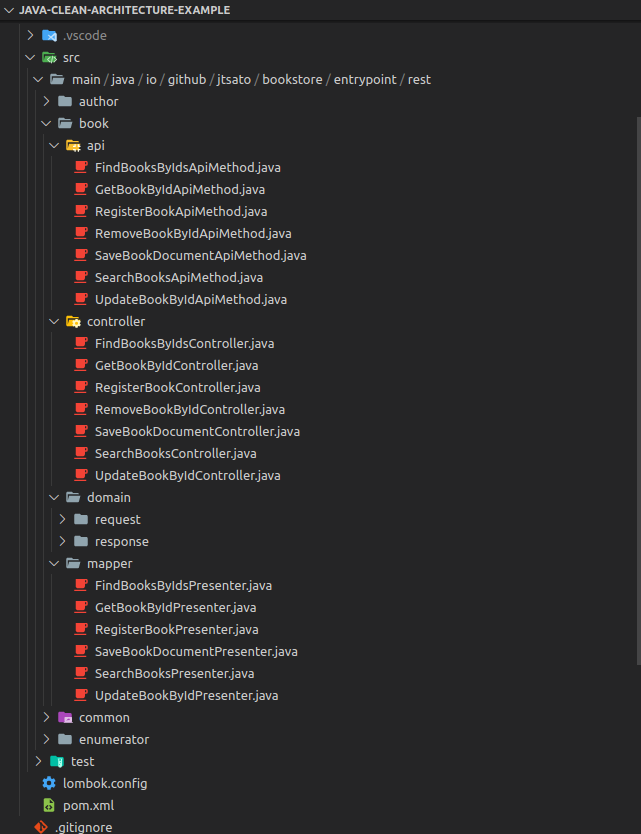 JAVA-CLEAN-ARCHITECTURE-EXAMPLE
.vscode
src
main / java / io / github / jtsato / bookstore / entrypoint / rest
author
book
api
FindBooksByIdsApiMethod.java
GetBookByIdApiMethod.java
RegisterBookApiMethod.java
RemoveBookByIdApiMethod.java
SaveBookDocumentApiMethod.java
SearchBooksApiMethod.java
UpdateBookByIdApiMethod.java
controller
FindBooksByIdsController.java
GetBookByIdController.java
RegisterBookController.java
RemoveBookByIdController.java
SaveBookDocumentController.java
SearchBooksController.java
UpdateBookByIdController.java
domain
request
response
mapper
FindBooksByIdsPresenter.java
GetBookByIdPresenter.java
RegisterBookPresenter.java
SaveBookDocumentPresenter.java
SearchBooksPresenter.java
UpdateBookByIdPresenter.java
common
enumerator
test
lombok.config
pom.xml
.gitignore